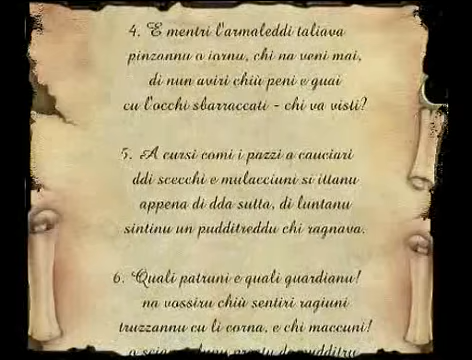 4. E mentri l'armaleddi taliava
pinzannu o iornu, chi na veni mai,
di nun aviri chiù peni e guai
cu l'occhi sbarraccati - chi va visti?
5. A cursi comi i pazzi a cauciari
ddi scecchi e mulacciuni si ittanu
appena di dda sutta, di luntanu
sintinu un pudditreddu chi ragnava.
6. Quali patruni e quali guardianu!
na vossiru chiù sentiri ragiuni
truzzannu cu li corna, e chi maccuni!